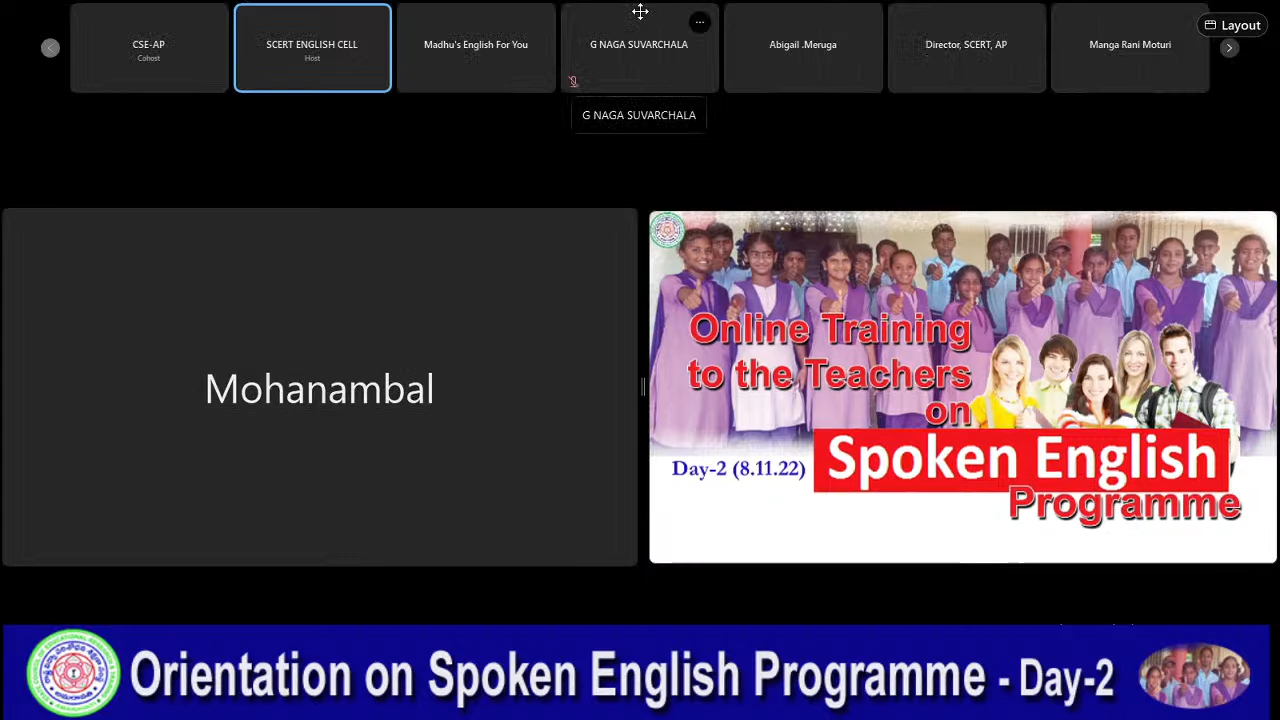 Layout
CSE-AP
Cohost
SCERT ENGLISH CELL
Host
Madhu's English For You
G NAGA SUVARCHALA
Abigail .Meruga
Director, SCERT, AP
Manga Rani Moturi
G NAGA SUVARCHALA
Mohanambal
Online Training
to the Teachers
on
Day-2 (8.11.22)
Spoken English
Programme
Orientation on Spoken English Programme - Day-2